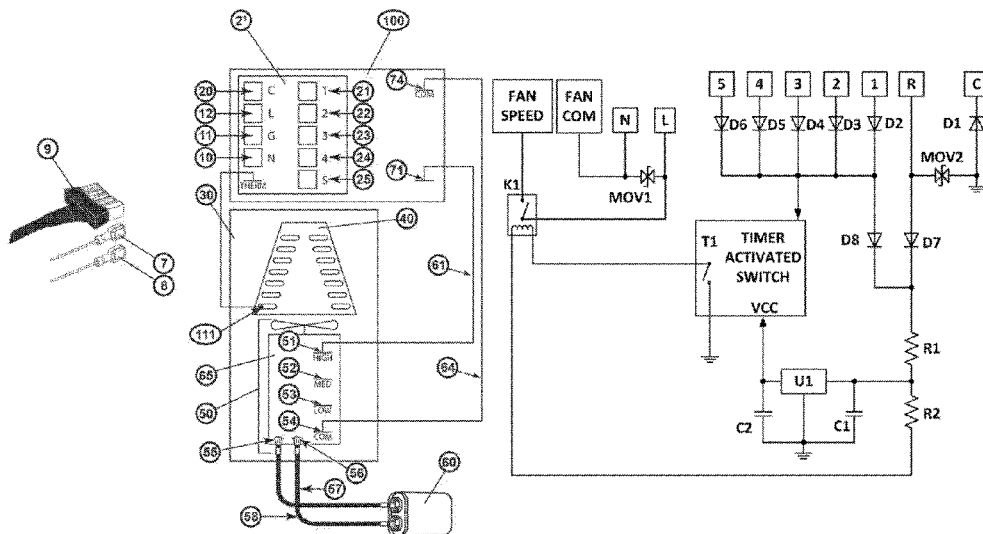 2'
100
20
C
1
21
74
COM
12
L
2
22
11
G
3
23
10
N
4
24
71
THERM
5
25
9
30
40
7
8
61
111
51
HIGH
65
52
MED
64
50
53
LOW
54
COM
55
56
57
60
58
FAN SPEED
FAN COM
N
L
K1
MOV1
5
4
3
2
1
R
C
D6
D5
D4
D3
D2
D1
MOV2
T1
TIMER ACTIVATED SWITCH
VCC
D8
D7
R1
U1
R2
C2
C1